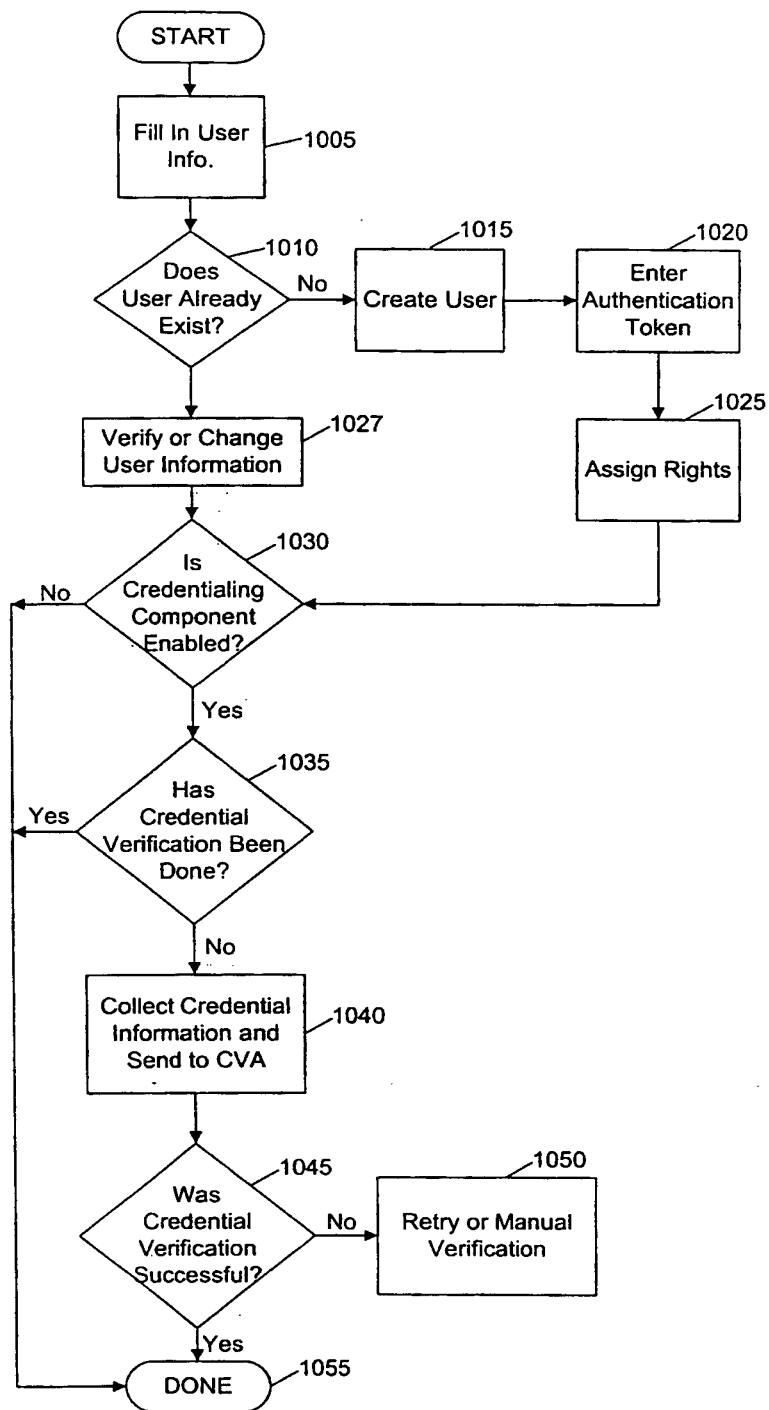 START
Fill In User
Info.
1005
Does
User Already
Exist?
1010
No
Create User
1015
Enter
Authentication
Token
1020
Assign Rights
1025
Verify or Change
User Information
1027
Is
Credentialing
Component
Enabled?
1030
No
Yes
Has
Credential
Verification Been
Done?
1035
Yes
No
Collect Credential
Information and
Send to CVA
1040
Was
Credential
Verification
Successful?
1045
No
Retry or Manual
Verification
1050
Yes
DONE
1055